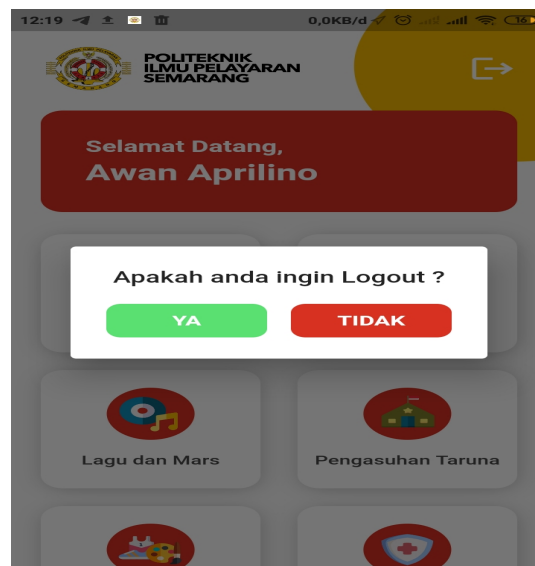 12:19 0,0KB/d 16
POLITEKNIK
ILMU PELAYARAN
SEMARANG
Selamat Datang,
Awan Aprilino
Apakah anda ingin Logout ?
YA TIDAK
Lagu dan Mars Pengasuhan Taruna